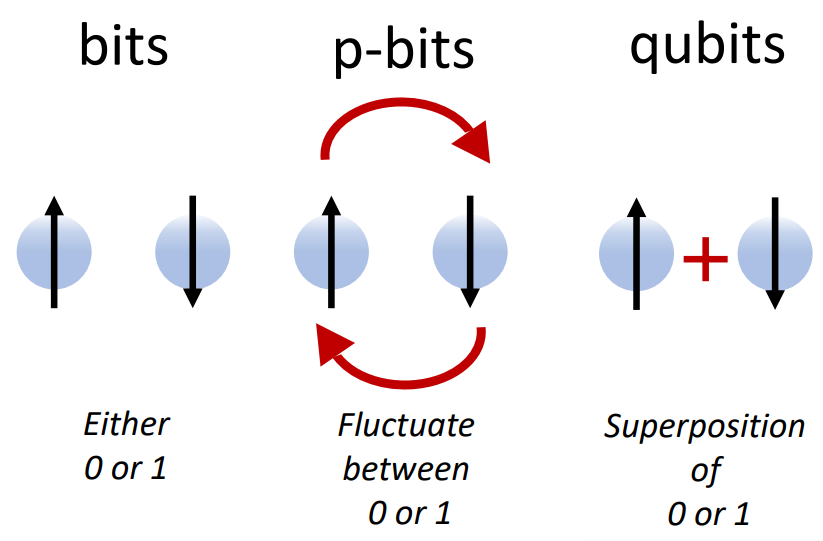 bits
p-bits
qubits
+
Either
0 or 1
Fluctuate
between
0 or 1
Superposition
of
0 or 1